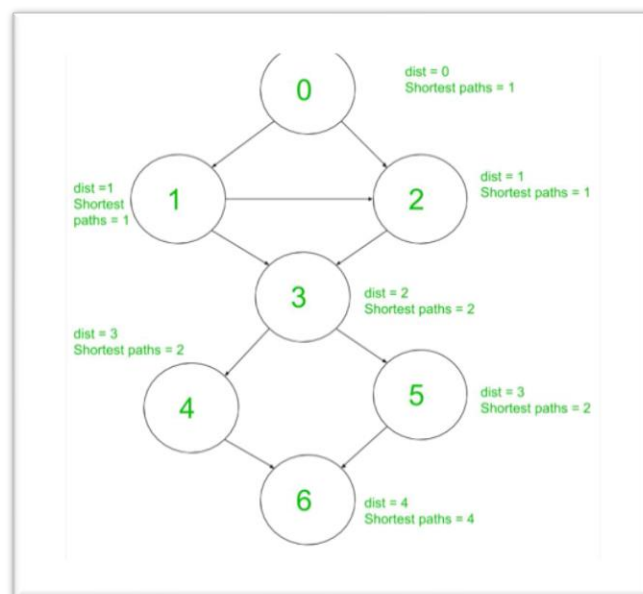 0
dist = 0
Shortest paths = 1
dist =1
Shortest
paths = 1
1
2
dist = 1
Shortest paths = 1
3
dist = 2
Shortest paths = 2
dist = 3
Shortest paths = 2
4
5
dist = 3
Shortest paths = 2
6
dist = 4
Shortest paths = 4